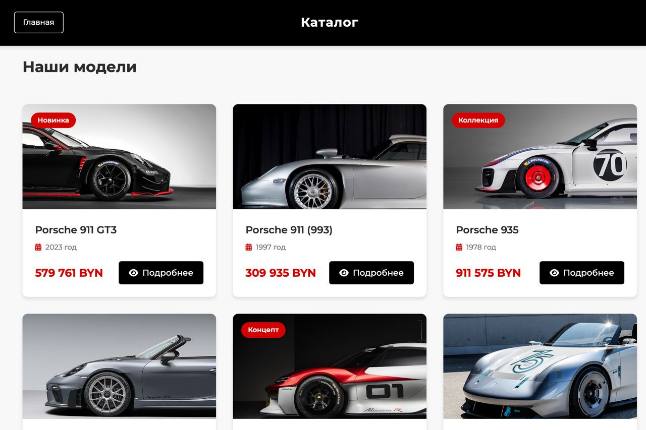 Главная
Каталог
Наши модели
Новинка
Коллекция
70
Porsche 911 GT3
2023 год
579 761 BYN
Подробнее
Porsche 911 (993)
1997 год
309 935 BYN
Подробнее
Porsche 935
1978 год
911 575 BYN
Подробнее
Концепт
01